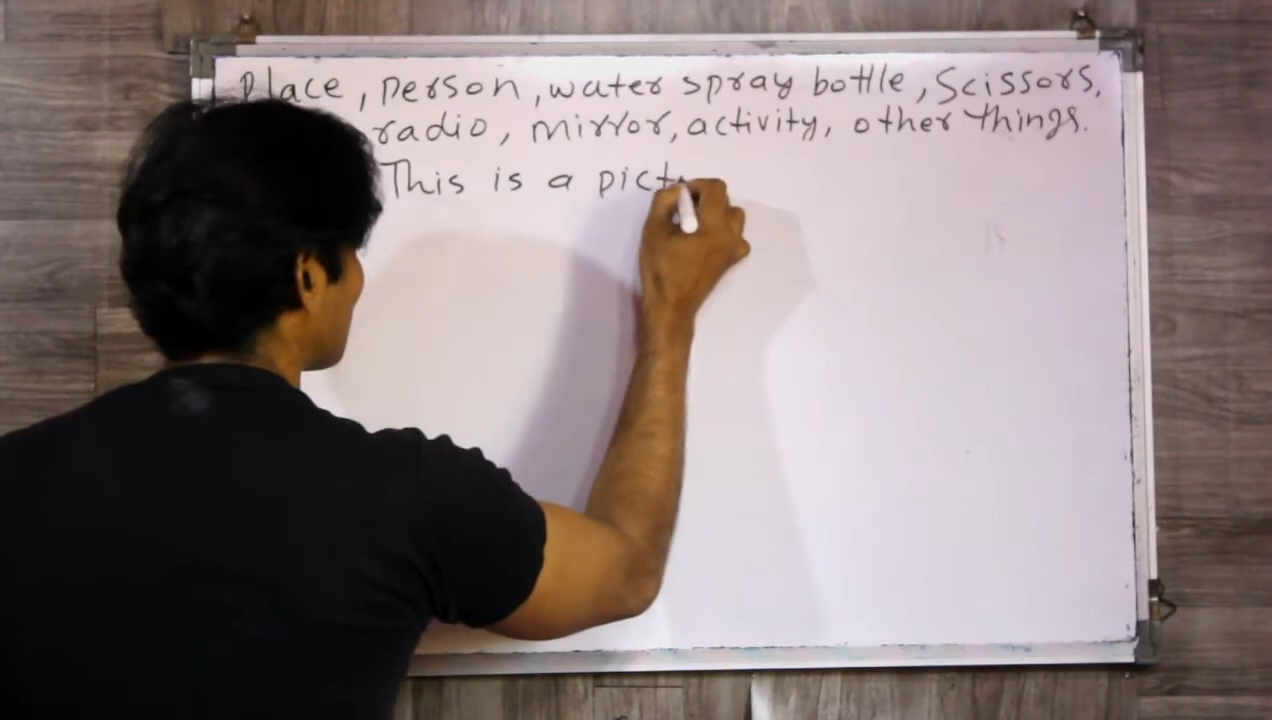 Place, person, water spray bottle, Scissors,
radio, mirror, activity, other things.
This is a pict